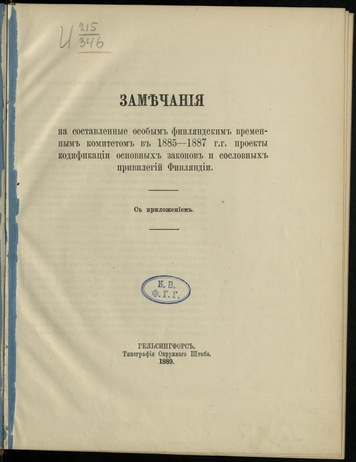 И 215
346
ЗАМѢЧАНІЯ
на составленные особымъ финляндскимъ времен-
нымъ комитетомъ въ 1885—1887 г.г. проекты
кодификаціи основныхъ законовъ и сословныхъ
привилегій Финляндіи.
Съ приложеніемъ.
К. В.
Ф. Г. Г.
ГЕЛЬСИНГФОРСЪ.
Типографія Окружнаго Штаба.
1889.